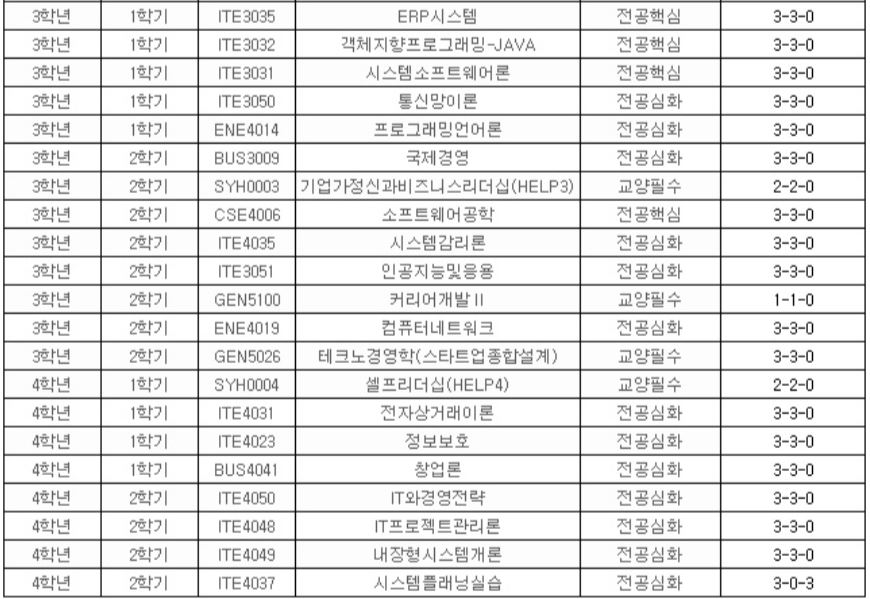 3학년 1학기 ITE3035 ERP시스템 전공핵심 3-3-0
3학년 1학기 ITE3032 객체지향프로그래밍-JAVA 전공핵심 3-3-0
3학년 1학기 ITE3031 시스템소프트웨어론 전공핵심 3-3-0
3학년 1학기 ITE3050 통신망이론 전공심화 3-3-0
3학년 1학기 ENE4014 프로그래밍언어론 전공심화 3-3-0
3학년 2학기 BUS3009 국제경영 전공심화 3-3-0
3학년 2학기 SYH0003 기업가정신과비즈니스리더십(HELP3) 교양필수 2-2-0
3학년 2학기 CSE4006 소프트웨어공학 전공핵심 3-3-0
3학년 2학기 ITE4035 시스템감리론 전공심화 3-3-0
3학년 2학기 ITE3051 인공지능및응용 전공심화 3-3-0
3학년 2학기 GEN5100 커리어개발Ⅱ 교양필수 1-1-0
3학년 2학기 ENE4019 컴퓨터네트워크 전공심화 3-3-0
3학년 2학기 GEN5026 테크노경영학(스타트업종합설계) 교양필수 3-3-0
4학년 1학기 SYH0004 셀프리더십(HELP4) 교양필수 2-2-0
4학년 1학기 ITE4031 전자상거래이론 전공심화 3-3-0
4학년 1학기 ITE4023 정보보호 전공심화 3-3-0
4학년 1학기 BUS4041 창업론 전공심화 3-3-0
4학년 2학기 ITE4050 IT와경영전략 전공심화 3-3-0
4학년 2학기 ITE4048 IT프로젝트관리론 전공심화 3-3-0
4학년 2학기 ITE4049 내장형시스템개론 전공심화 3-3-0
4학년 2학기 ITE4037 시스템플래닝실습 전공심화 3-0-3